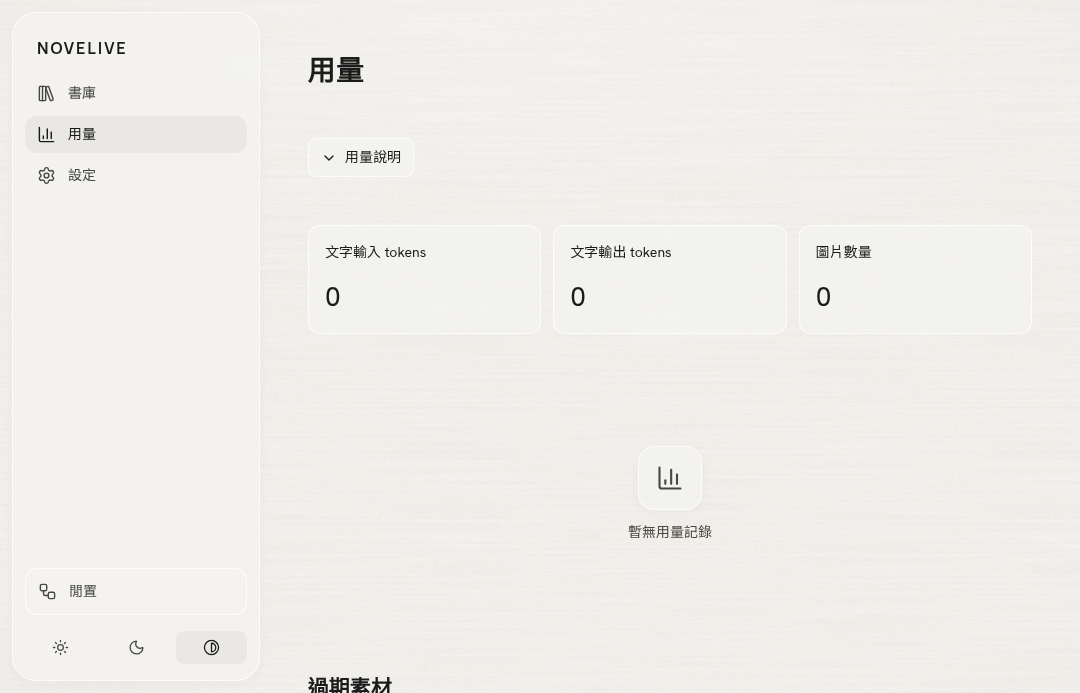 NOVELIVE
書庫
用量
設定
閒置
用量
用量說明
文字輸入 tokens
0
文字輸出 tokens
0
圖片數量
0
暫無用量記錄
過期素材